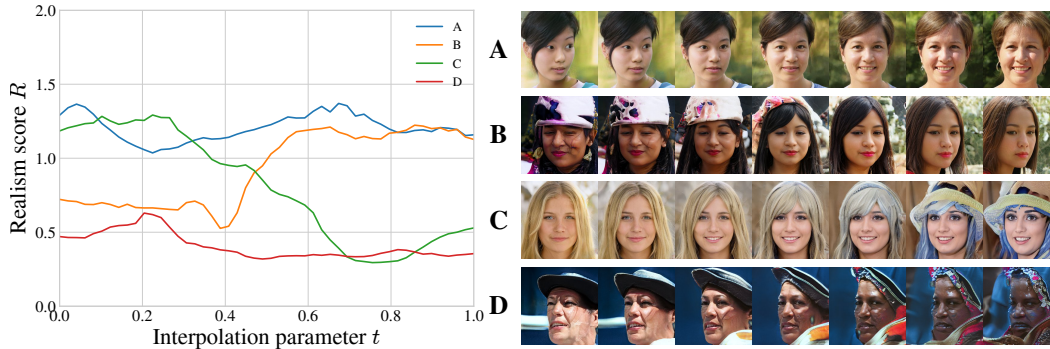 2.0
1.5
1.0
0.5
0.0
Realism score R
0.0 0.2 0.4 0.6 0.8 1.0
Interpolation parameter t
A
B
C
D
A
B
C
D